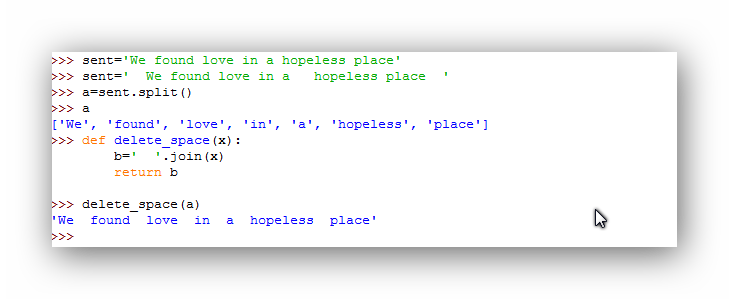 >>> sent='We found love in a hopeless place'
>>> sent='  We found love in a   hopeless place  '
>>> a=sent.split()
>>> a
['We', 'found', 'love', 'in', 'a', 'hopeless', 'place']
>>> def delete_space(x):
        b='  '.join(x)
        return b

>>> delete_space(a)
'We  found  love  in  a  hopeless  place'
>>>